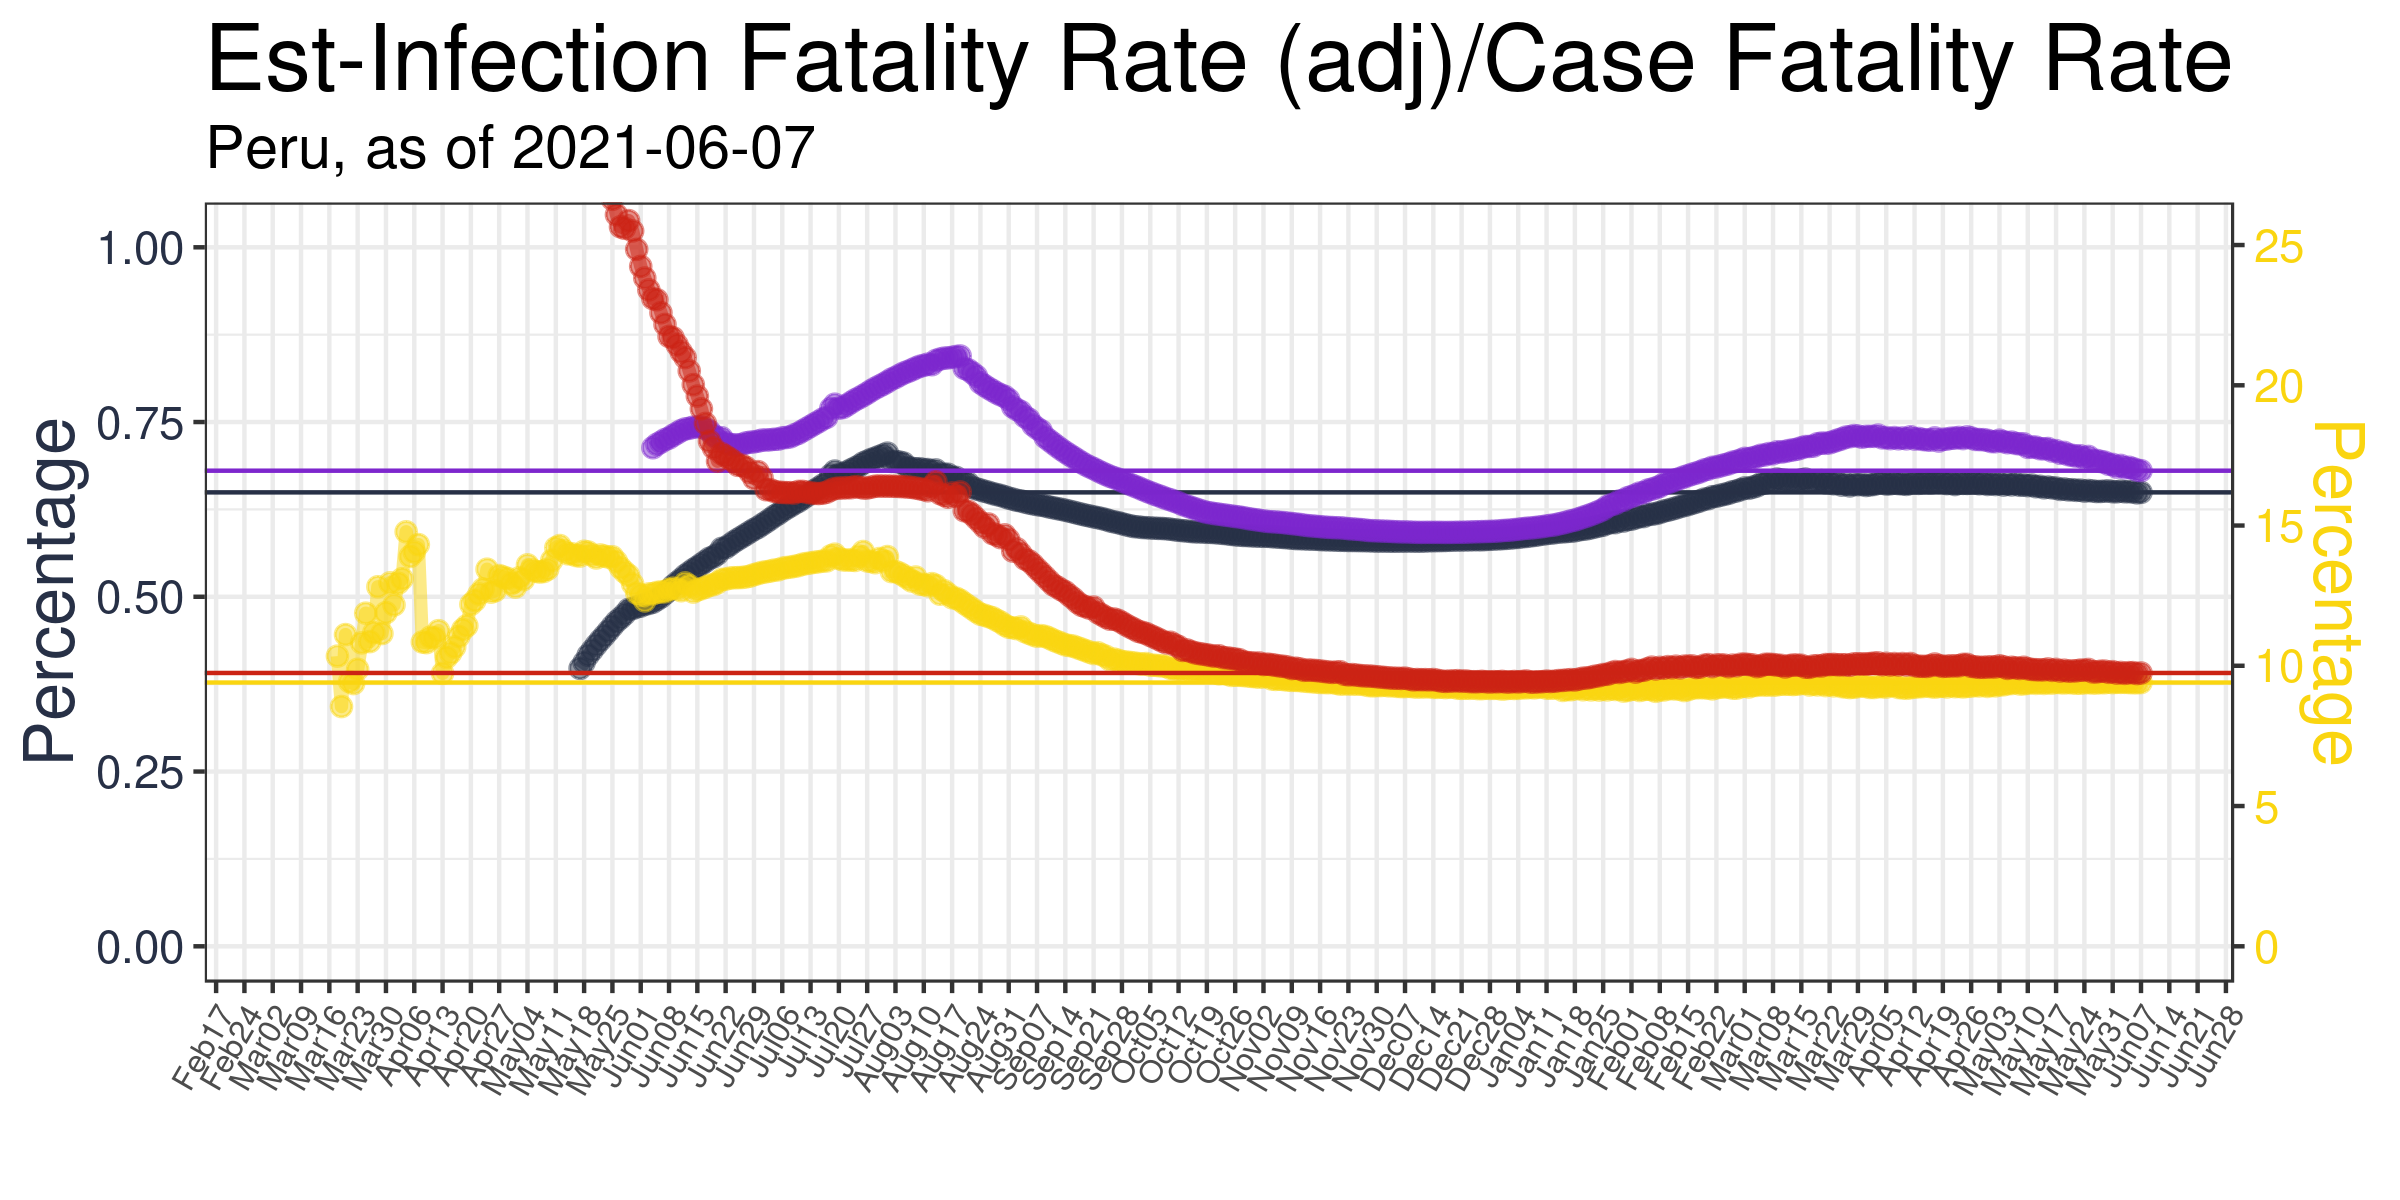 Est-Infection Fatality Rate (adj)/Case Fatality Rate
Peru, as of 2021-06-07
Percentage
1.00
0.75
0.50
0.25
0.00
25
20
15
10
5
0
Percentage
Feb17
Feb24
Mar02
Mar09
Mar16
Mar23
Mar30
Apr06
Apr13
Apr20
Apr27
May04
May11
May18
May25
Jun01
Jun08
Jun15
Jun22
Jun29
Jul06
Jul13
Jul20
Jul27
Aug03
Aug10
Aug17
Aug24
Aug31
Sep07
Sep14
Sep21
Sep28
Oct05
Oct12
Oct19
Oct26
Nov02
Nov09
Nov16
Nov23
Nov30
Dec07
Dec14
Dec21
Dec28
Jan04
Jan11
Jan18
Jan25
Feb01
Feb08
Feb15
Feb22
Mar01
Mar08
Mar15
Mar22
Mar29
Apr05
Apr12
Apr19
Apr26
May03
May10
May17
May24
May31
Jun07
Jun14
Jun21
Jun28